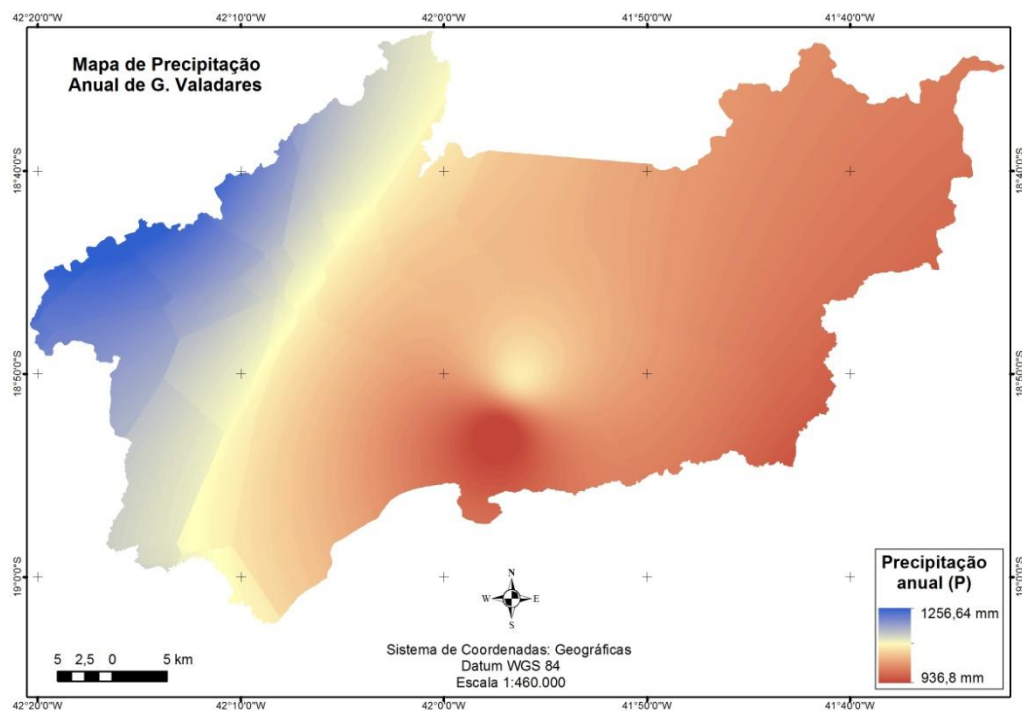 42°20'0"W 42°10'0"W 42°0'0"W 41°50'0"W 41°40'0"W
Mapa de Precipitação
Anual de G. Valadares
18°40'0"S 18°40'0"S
18°50'0"S 18°50'0"S
19°0'0"S 19°0'0"S
Precipitação
anual (P)
1256,64 mm
936,8 mm
N
W E
S
5 2,5 0 5 km
Sistema de Coordenadas: Geográficas
Datum WGS 84
Escala 1:460.000
42°20'0"W 42°10'0"W 42°0'0"W 41°50'0"W 41°40'0"W